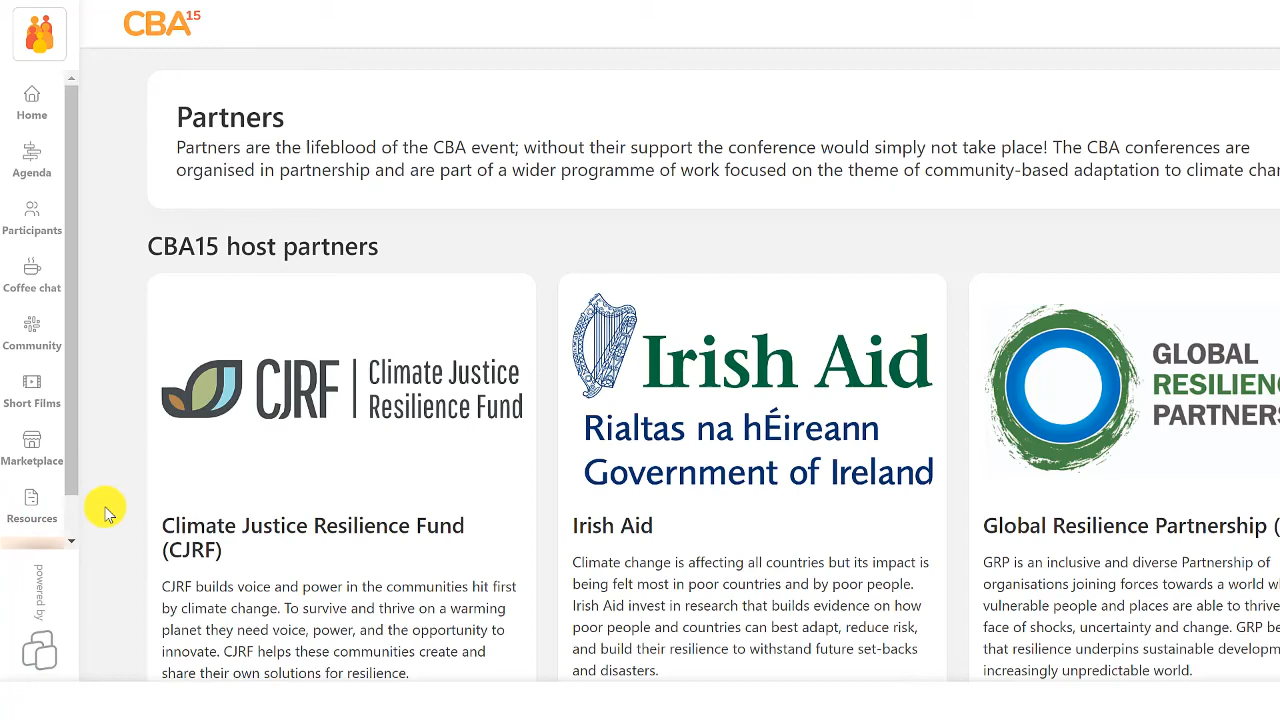 CBA15
Home
Agenda
Participants
Coffee chat
Community
Short Films
Marketplace
Resources
powered by
Partners
Partners are the lifeblood of the CBA event; without their support the conference would simply not take place! The CBA conferences are
organised in partnership and are part of a wider programme of work focused on the theme of community-based adaptation to climate
CBA15 host partners
CJRF
Climate Justice
Resilience Fund
Climate Justice Resilience Fund
(CJRF)
CJRF builds voice and power in the communities hit first
by climate change. To survive and thrive on a warming
planet they need voice, power, and the opportunity to
innovate. CJRF helps these communities create and
share their own solutions for resilience.
Irish Aid
Rialtas na hÉireann
Government of Ireland
Irish Aid
Climate change is affecting all countries but its impact is
being felt most in poor countries and by poor people.
Irish Aid invest in research that builds evidence on how
poor people and countries can best adapt, reduce risk,
and build their resilience to withstand future set-backs
and disasters.
GLOBAL
RESILIENC
PARTNERS
Global Resilience Partnership (
GRP is an inclusive and diverse Partnership of
organisations joining forces towards a world w
vulnerable people and places are able to thrive
face of shocks, uncertainty and change. GRP be
that resilience underpins sustainable developm
increasingly unpredictable world.